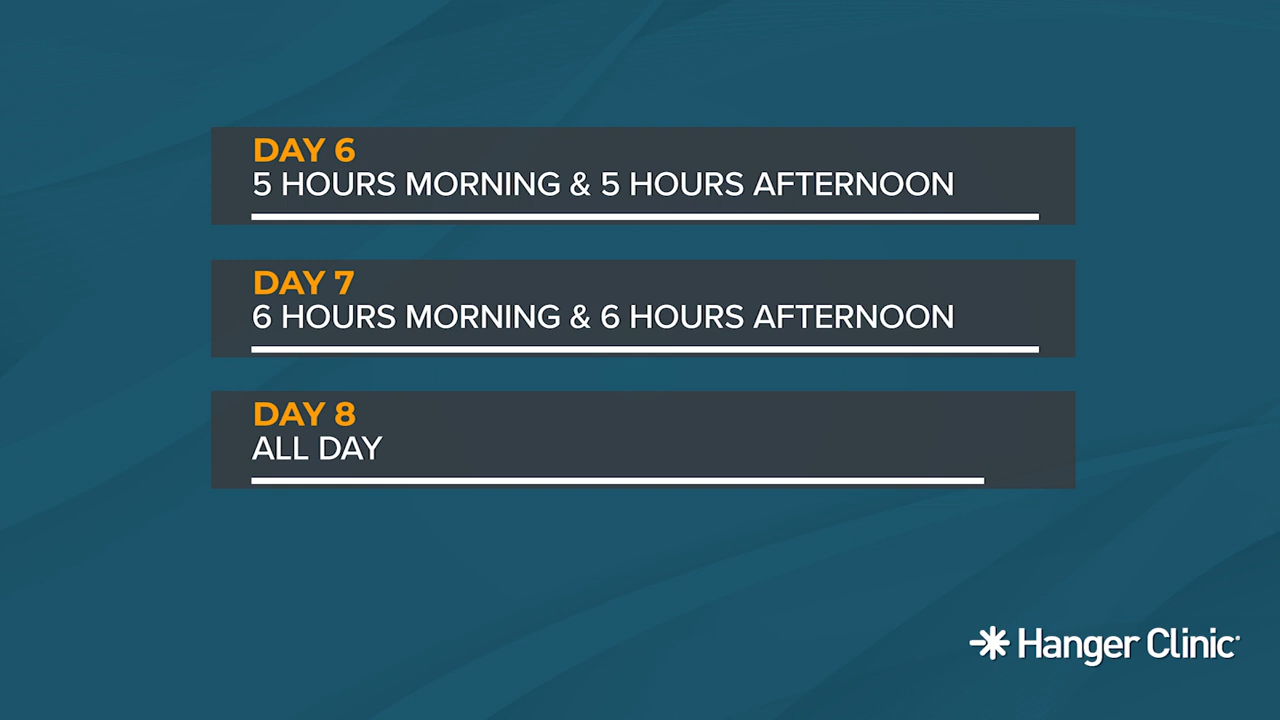 DAY 6
5 HOURS MORNING & 5 HOURS AFTERNOON
DAY 7
6 HOURS MORNING & 6 HOURS AFTERNOON
DAY 8
ALL DAY
Hanger Clinic